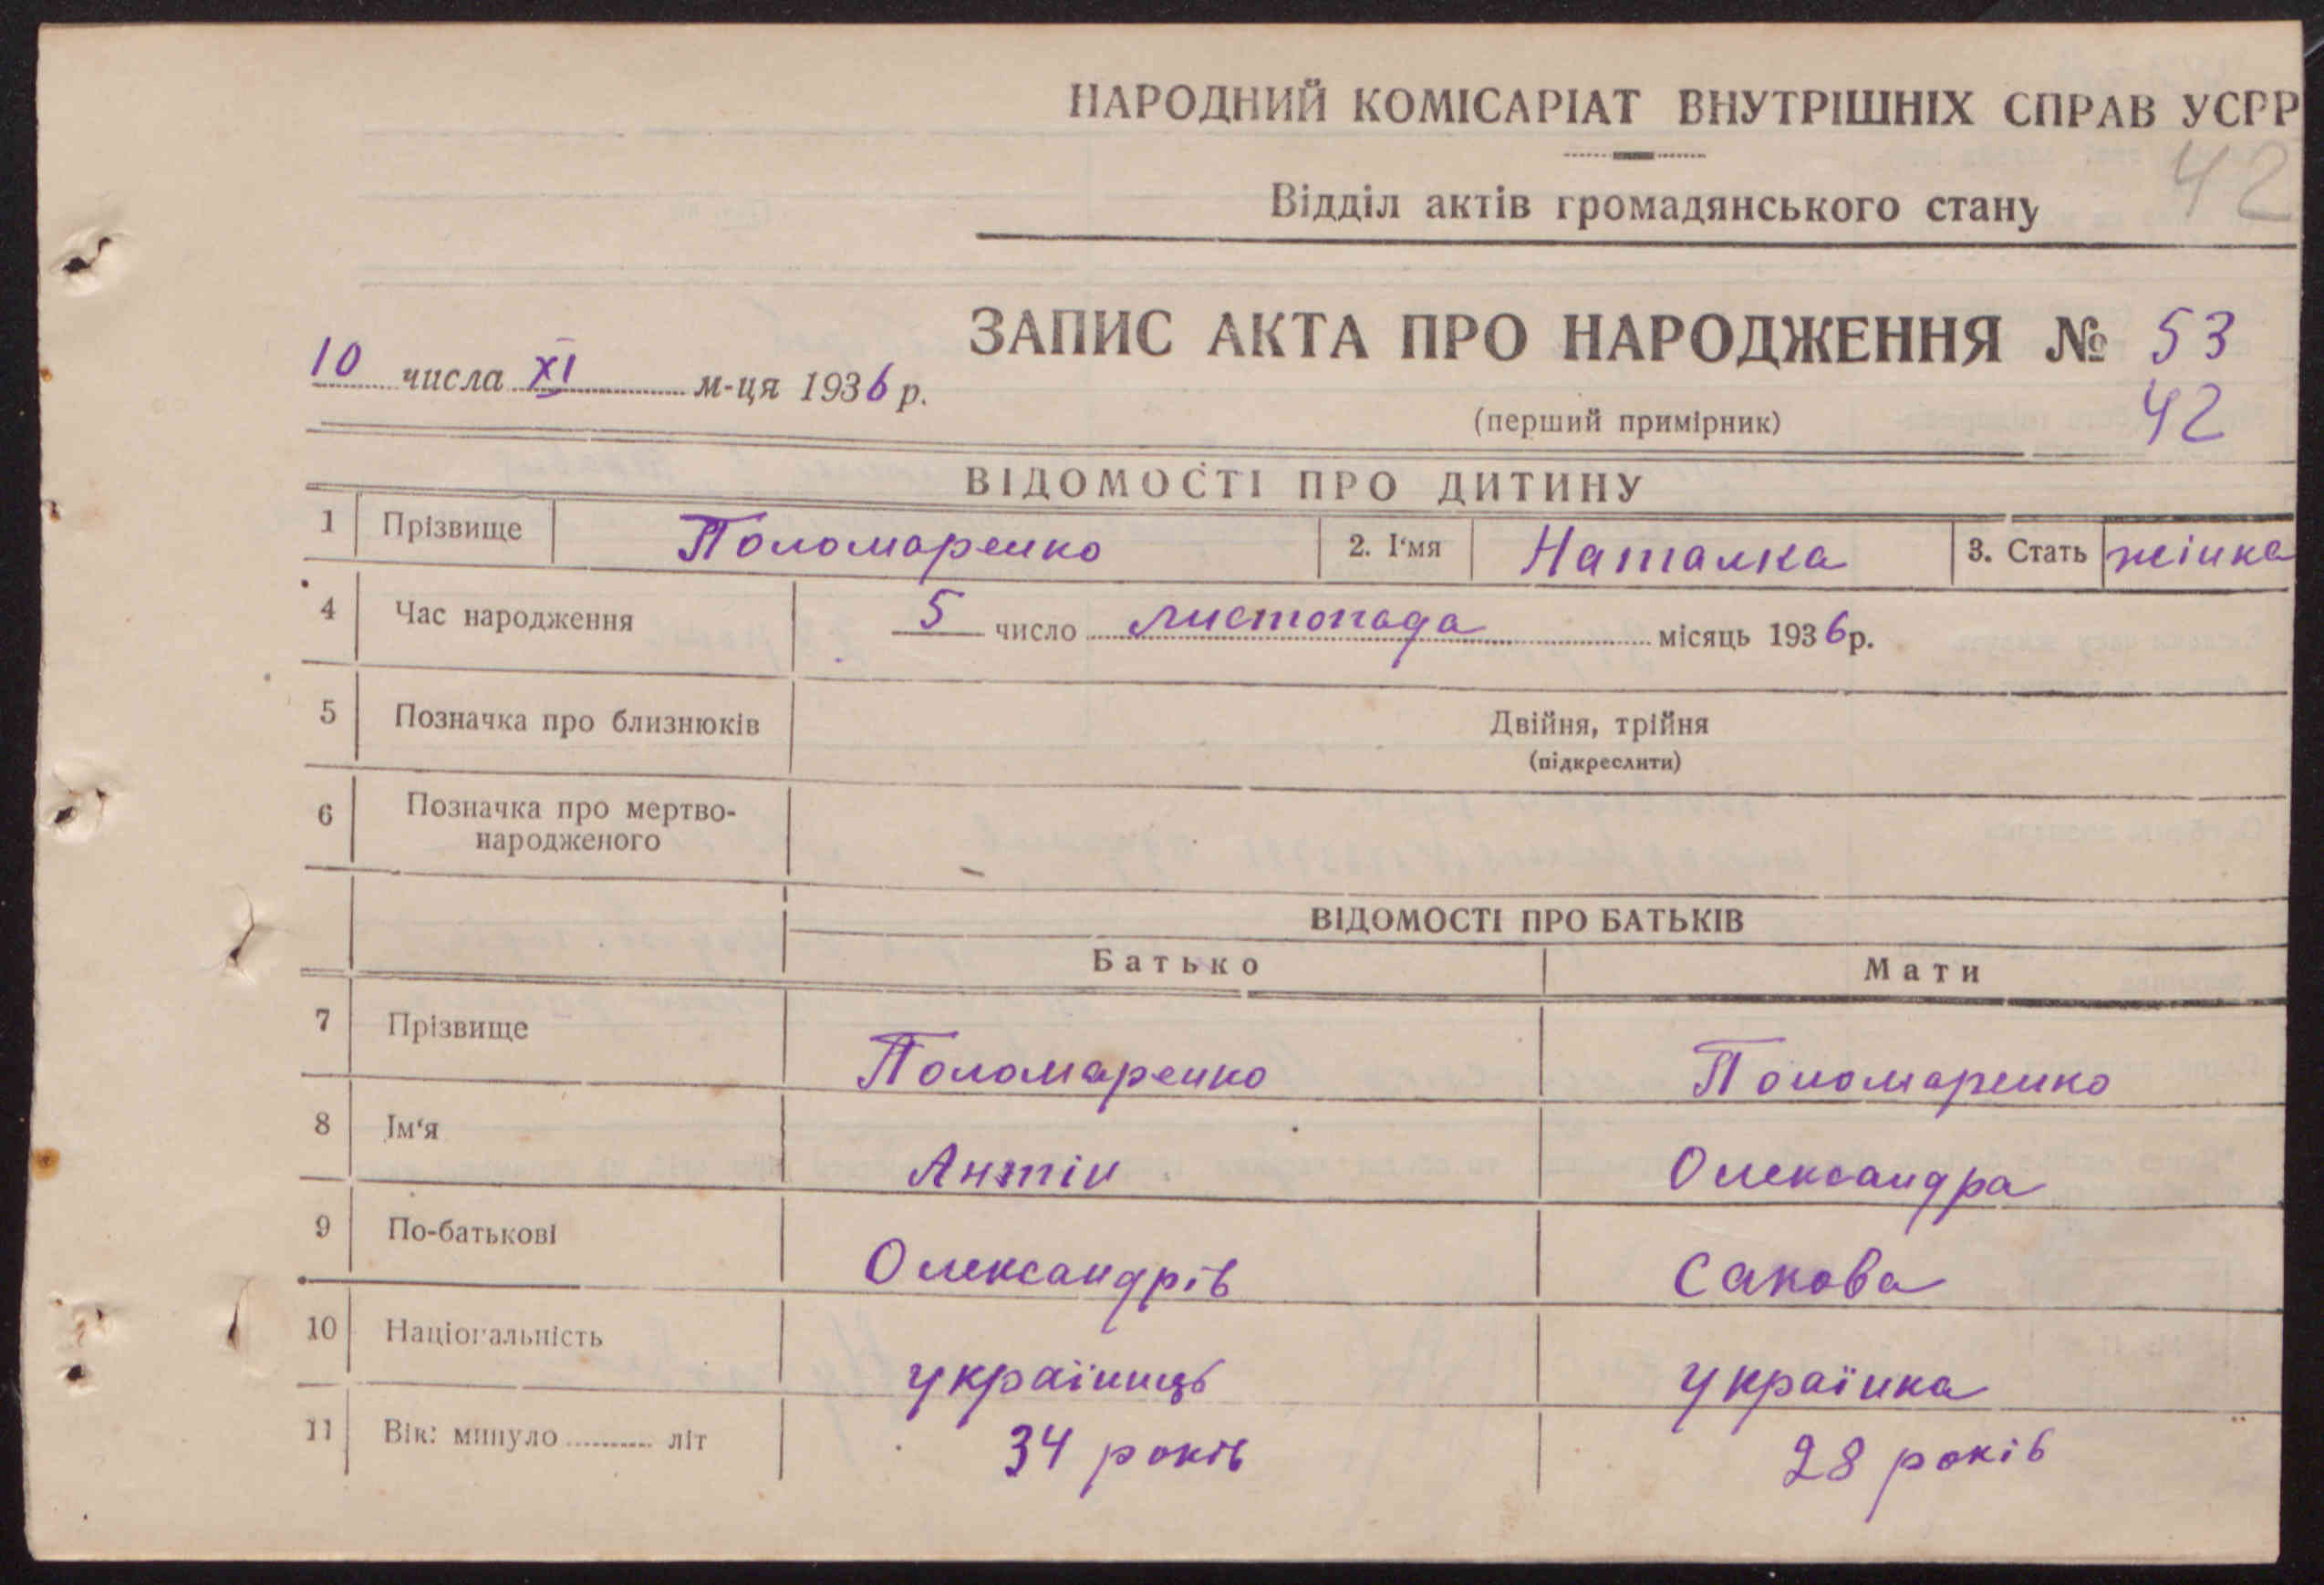 НАРОДНИЙ КОМІСАРІАТ ВНУТРІШНІХ СПРАВ УСРР
42
Відділ актів громадянського стану
ЗАПИС АКТА ПРО НАРОДЖЕННЯ № 53
10 числа XI м-ця 1936 р.
(перший примірник) 42
ВІДОМОСТІ ПРО ДИТИНУ
1 Прізвище Пономаренко 2. І'мя Наталка 3. Стать жінка
4 Час народження 5 число листопада місяць 1936 р.
5 Позначка про близнюків Двійня, трійня
(підкреслити)
6 Позначка про мертво-
народженого
ВІДОМОСТІ ПРО БАТЬКІВ
Батько Мати
7 Прізвище Пономаренко Пономаренко
8 Ім'я Антін Олександра
9 По-батькові Олександрів Сакова
10 Національність українець українка
11 Вік: минуло ......... літ 34 років 28 років